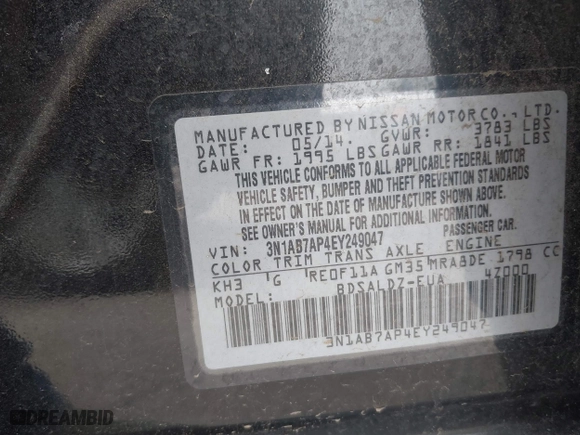 MANUFACTURED BY NISSAN MOTOR CO., LTD.
DATE: 05/14. GVWR: 3783 LBS
GAWR FR: 1995 LBS GAWR RR: 1841 LBS
THIS VEHICLE CONFORMS TO ALL APPLICABLE FEDERAL MOTOR
VEHICLE SAFETY, BUMPER AND THEFT PREVENTION STANDARDS
IN EFFECT ON THE DATE OF MANUFACTURE SHOWN ABOVE.
SEE OWNER'S MANUAL FOR ADDITIONAL INFORMATION.
VIN: 3N1AB7AP4EY249047 PASSENGER CAR.
COLOR TRIM TRANS AXLE ENGINE
KH3 'G 'RE0F11A GM35'MRA8DE 1798 CC
MODEL: BDSALDZ-EUA 4Z000
3N1AB7AP4EY249047
DREAMBID